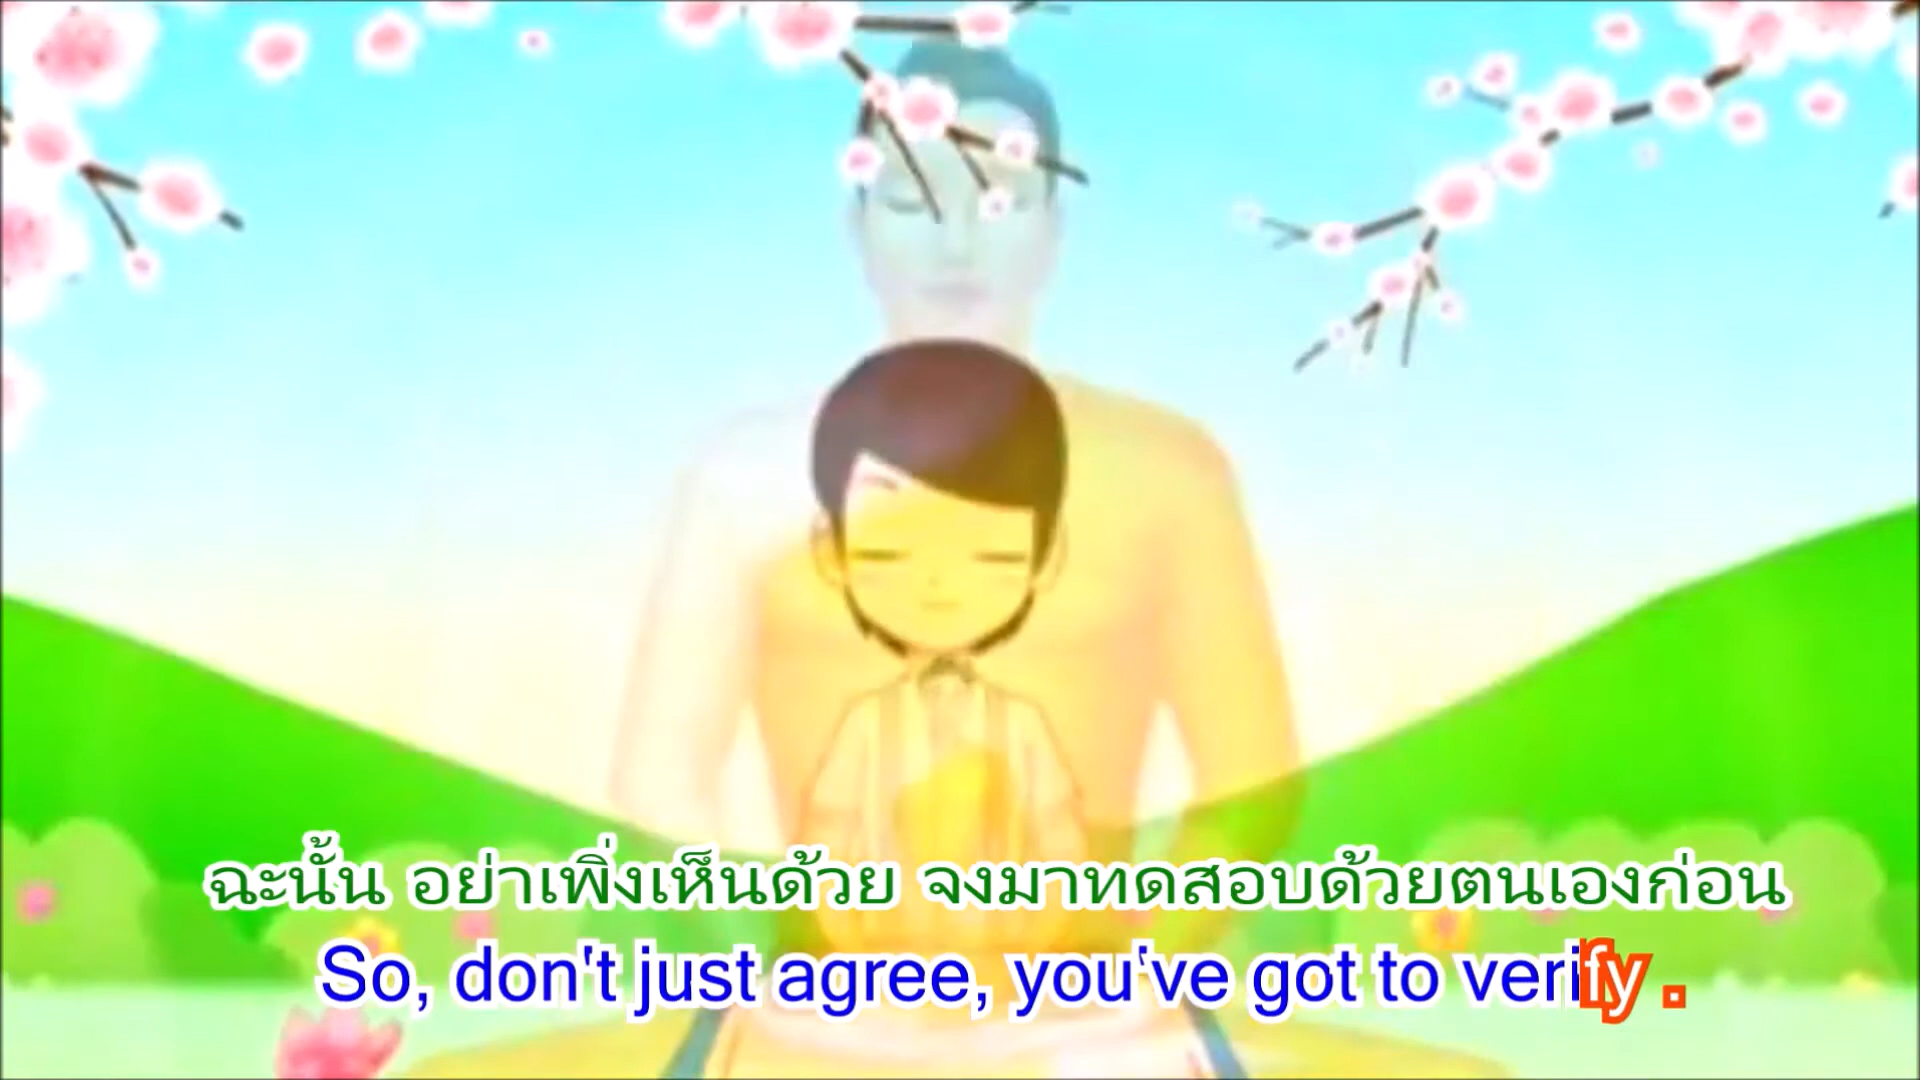 ฉะนั้น อย่าเพิ่งเห็นด้วย จงมาทดสอบด้วยตนเองก่อน
So, don't just agree, you've got to verify .